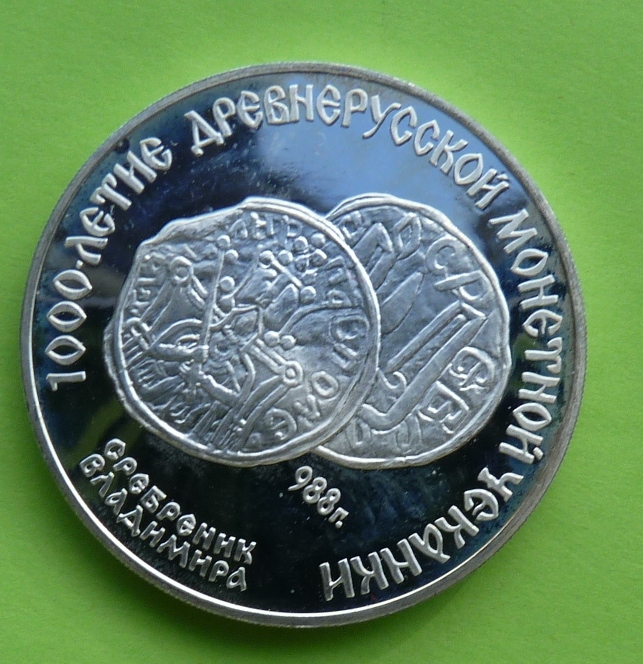 1000-ЛЕТИЕ ДРЕВНЕРУССКОЙ МОНЕТНОЙ ЧЕКАНКИ
988г.
СРЕБРЕНИК
ВЛАДИМИРА